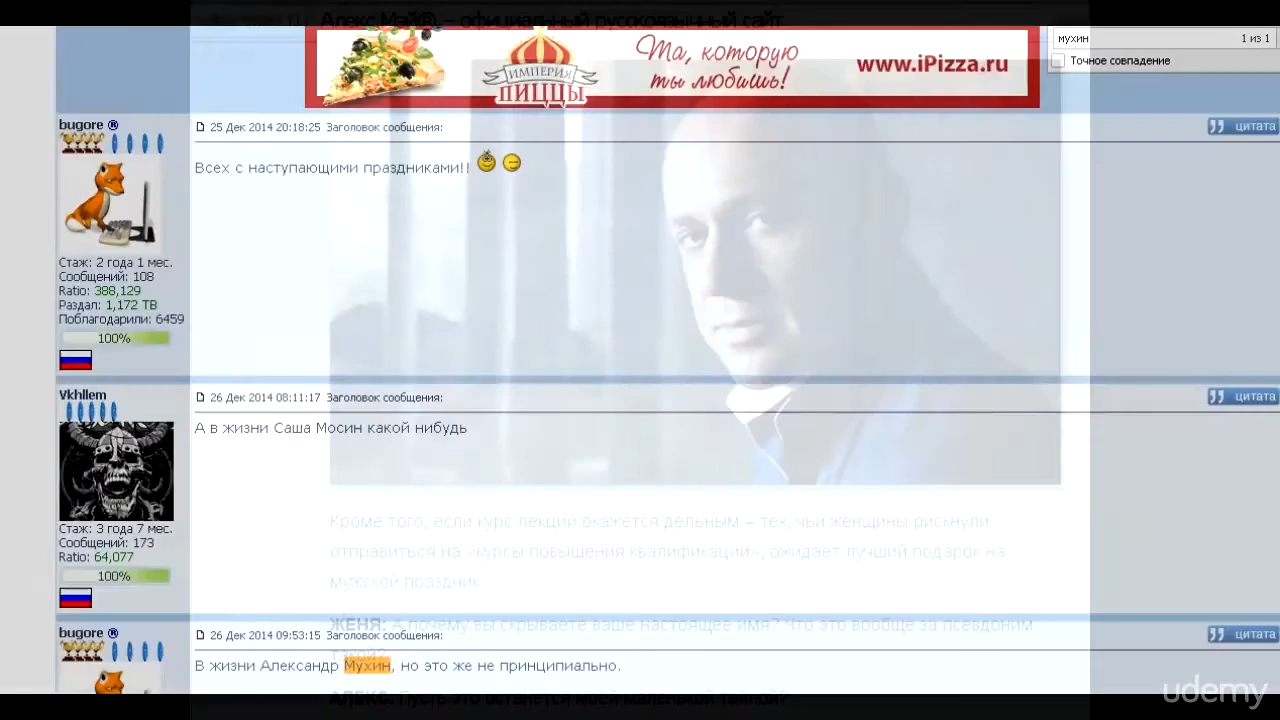 Алекс Май®. – официальный русскоязычный сайт
Та, которую
ты любишь!
ИМПЕРИЯ
ПИЦЦЫ
www.iPizza.ru
мухин
1 из 1
Точное совпадение
bugore ®
25 Дек 2014 20:18:25 Заголовок сообщения:
цитата
Всех с наступающими праздниками!!
Стаж: 2 года 1 мес.
Сообщений: 108
Ratio: 388,129
Раздал: 1,172 TB
Поблагодарили: 6459
100%
Vkhllem
26 Дек 2014 08:11:17 Заголовок сообщения:
цитата
А в жизни Саша Мосин какой нибудь
Стаж: 3 года 7 мес.
Сообщений: 173
Ratio: 64,077
100%
Кроме того, если курс лекций окажется дельным – тех, чьи женщины рискнули
отправиться на «курсы повышения квалификации», ожидает лучший подарок на
мужской праздник
ЖЕНЯ: А почему вы скрываете ваше настоящее имя? Что это вообще за псевдоним
такой?
bugore ®
26 Дек 2014 09:53:15 Заголовок сообщения:
цитата
В жизни Александр Мухин, но это же не принципиально.
АЛЕКС: Пусть это останется моей маленькой тайной?
udemy